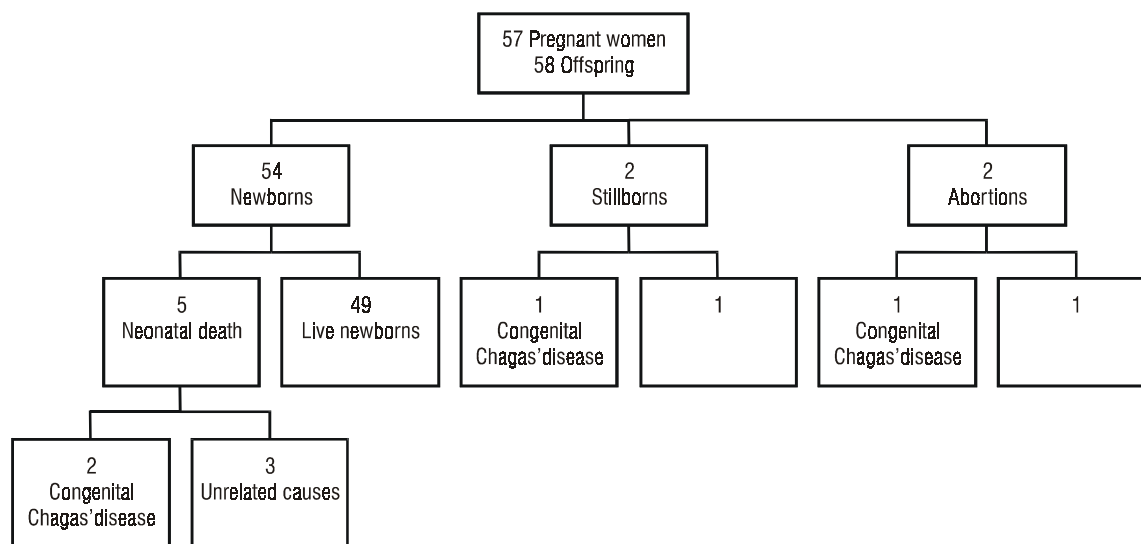 57 Pregnant women
58 Offspring
54
Newborns
2
Stillborns
2
Abortions
5
Neonatal death
49
Live newborns
1
Congenital
Chagas'disease
1
1
Congenital
Chagas'disease
1
2
Congenital
Chagas'disease
3
Unrelated causes